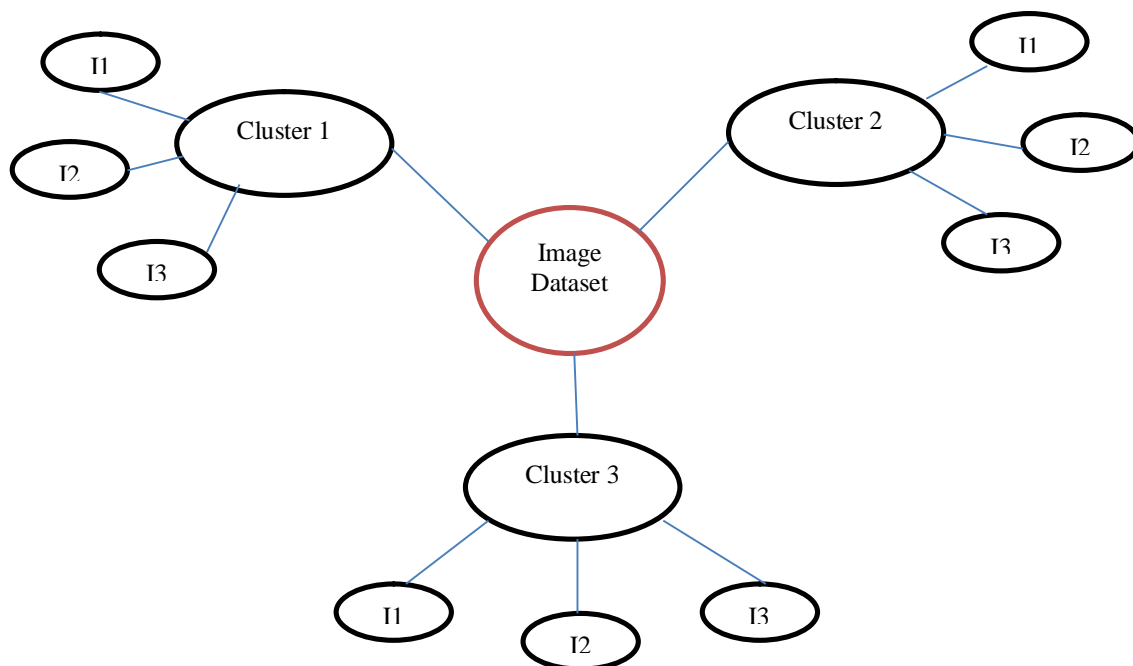 I1
Cluster 1
I2
I3
I1
Cluster 2
I2
I3
Image
Dataset
Cluster 3
I1
I2
I3